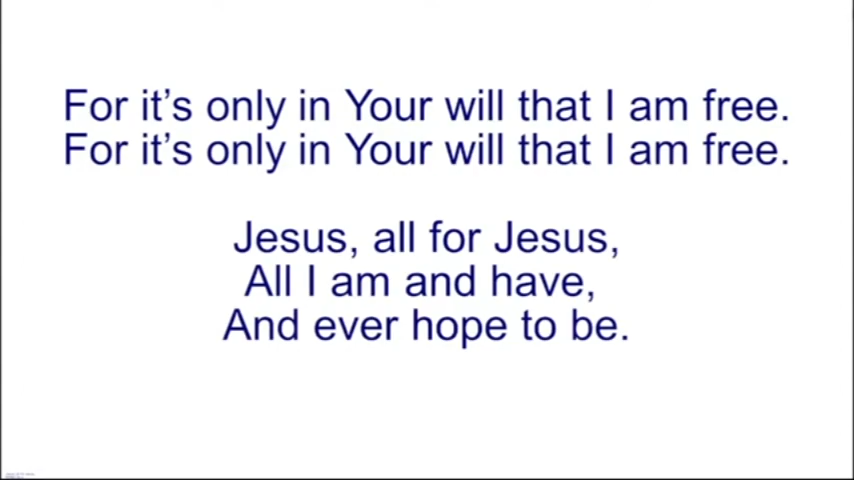 For it's only in Your will that I am free.
For it's only in Your will that I am free.
Jesus, all for Jesus,
All I am and have,
And ever hope to be.